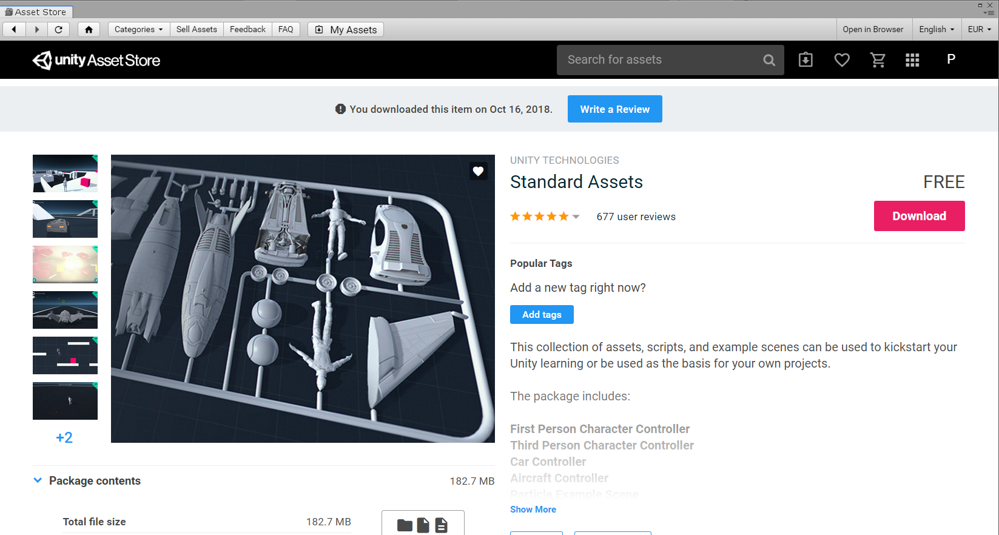 Asset Store
Categories
Sell Assets
Feedback
FAQ
My Assets
Open in Browser
English
EUR
unity Asset Store
Search for assets
P
You downloaded this item on Oct 16, 2018.
Write a Review
UNITY TECHNOLOGIES
Standard Assets
FREE
677 user reviews
Download
Popular Tags
Add a new tag right now?
Add tags
This collection of assets, scripts, and example scenes can be used to kickstart your
Unity learning or be used as the basis for your own projects.
The package includes:
First Person Character Controller
Third Person Character Controller
Car Controller
Aircraft Controller
Particle Example Scene
Show More
+2
Package contents
182.7 MB
Total file size
182.7 MB